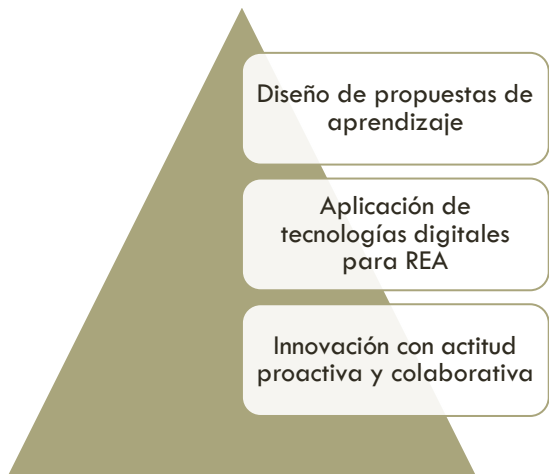 Diseño de propuestas de
aprendizaje
Aplicación de
tecnologías digitales
para REA
Innovación con actitud
proactiva y colaborativa